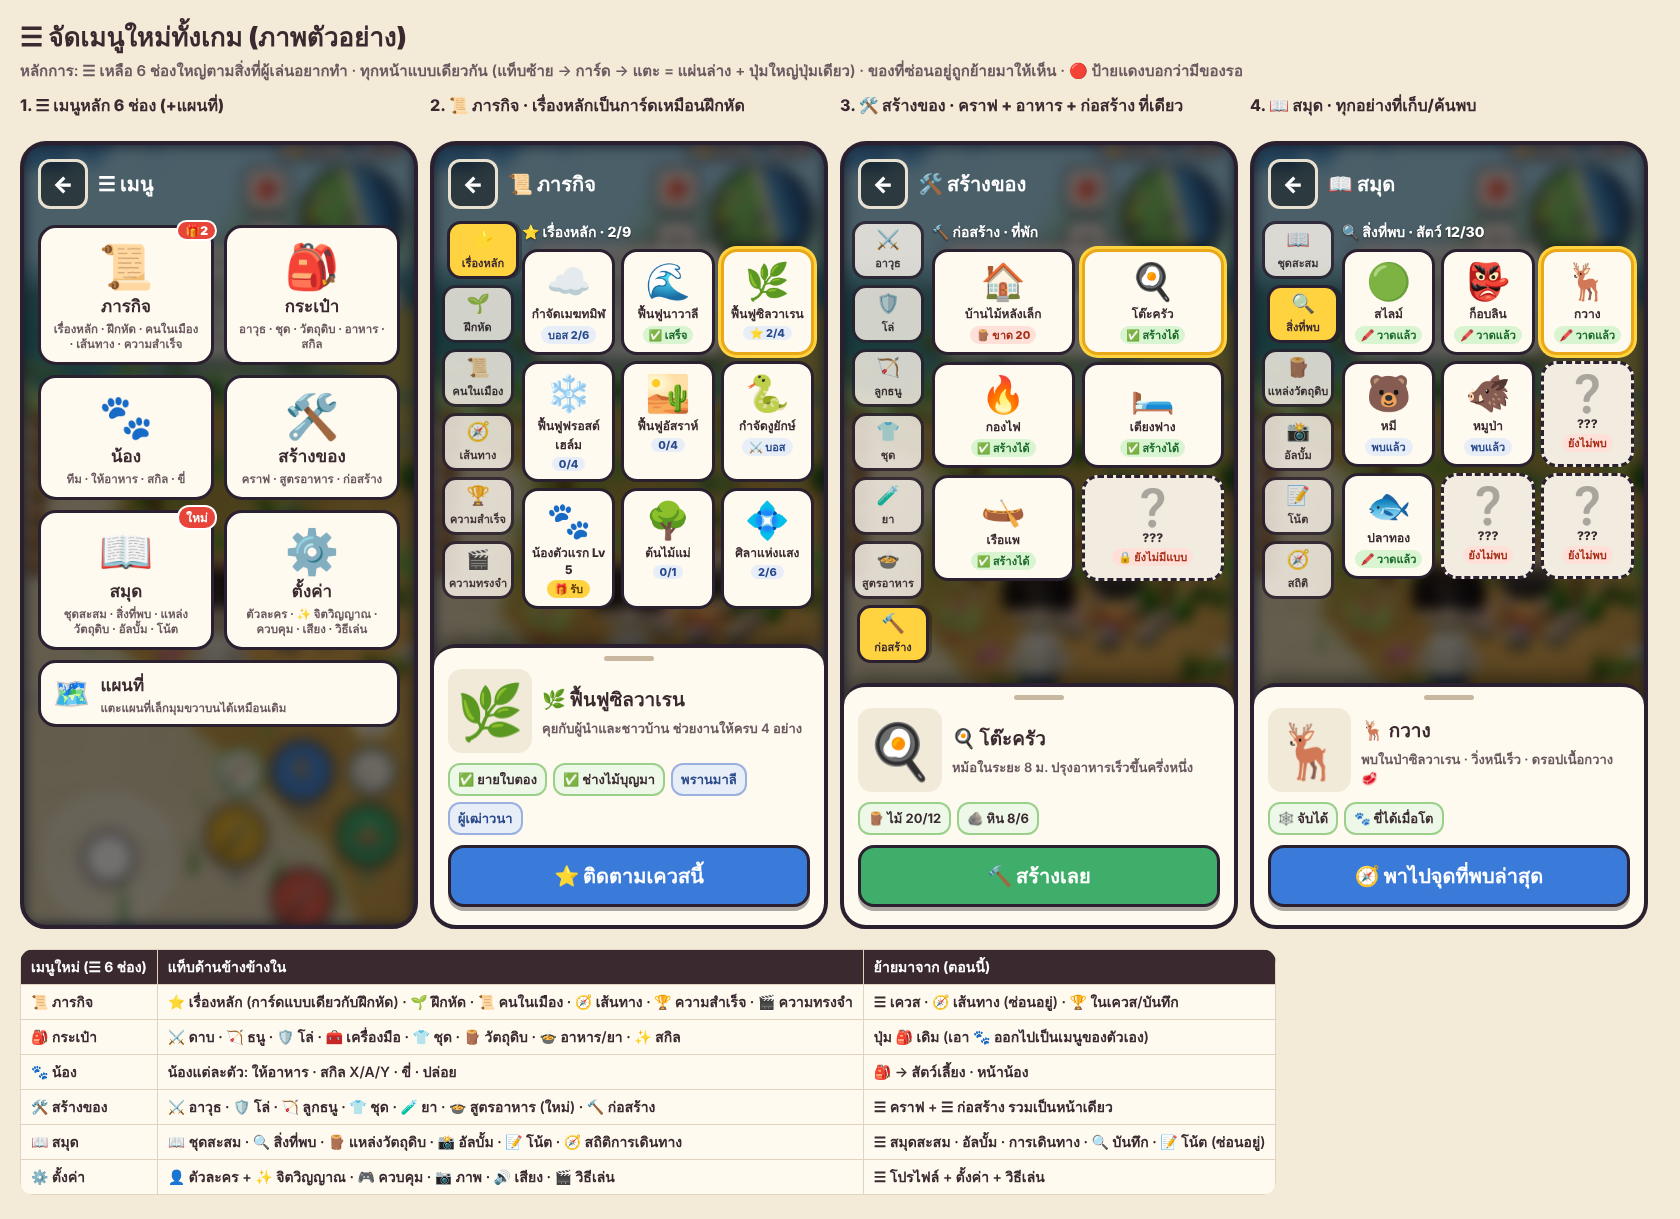 ☰ จัดเมนูใหม่ทั้งเกม (ภาพตัวอย่าง)
หลักการ: ☰ เหลือ 6 ช่องใหญ่ตามสิ่งที่ผู้เล่นอยากทำ · ทุกหน้าแบบเดียวกัน (แท็บซ้าย → การ์ด → แตะ = แผ่นล่าง + ปุ่มใหญ่ปุ่มเดียว) · ของที่ซ่อนอยู่ถูกย้ายมาให้เห็น · 🔴 ป้ายแดงบอกว่ามีของรอ
1. ☰ เมนูหลัก 6 ช่อง (+แผนที่)
← ☰ เมนู
🎁2
ภารกิจ
เรื่องหลัก · ฝึกหัด · คนในเมือง
· เส้นทาง · ความสำเร็จ
กระเป๋า
อาวุธ · ชุด · วัตถุดิบ · อาหาร ·
สกิล
น้อง
ทีม · ให้อาหาร · สกิล · ขี่
สร้างของ
คราฟ · สูตรอาหาร · ก่อสร้าง
ใหม่
สมุด
ชุดสะสม · สิ่งที่พบ · แหล่ง
วัตถุดิบ · อัลบั้ม · โน้ต
ตั้งค่า
ตัวละคร · ✨ จิตวิญญาณ ·
ควบคุม · เสียง · วิธีเล่น
แผนที่
แตะแผนที่เล็กมุมขวาบนได้เหมือนเดิม
2. 📜 ภารกิจ · เรื่องหลักเป็นการ์ดเหมือนฝึกหัด
← 📜 ภารกิจ
เรื่องหลัก
ฝึกหัด
คนในเมือง
เส้นทาง
ความสำเร็จ
ความทรงจำ
⭐ เรื่องหลัก · 2/9
กำจัดเมฆทมิฬ
บอส 2/6
ฟื้นฟูนาวาลี
✅ เสร็จ
ฟื้นฟูซิลวาเรน
⭐ 2/4
ฟื้นฟูฟรอสต์
เฮล์ม
0/4
ฟื้นฟูอัสราห์
0/4
กำจัดงูยักษ์
⚔️ บอส
น้องตัวแรก Lv
5
🎁 รับ
ต้นไม้แม่
0/1
ศิลาแห่งแสง
2/6
🌿 ฟื้นฟูซิลวาเรน
คุยกับผู้นำและชาวบ้าน ช่วยงานให้ครบ 4 อย่าง
✅ ยายใบตอง
✅ ช่างไม้บุญมา
พรานมาลี
ผู้เฒ่าวนา
⭐ ติดตามเควสนี้
3. 🛠️ สร้างของ · คราฟ + อาหาร + ก่อสร้าง ที่เดียว
← 🛠️ สร้างของ
อาวุธ
โล่
ลูกธนู
ชุด
ยา
สูตรอาหาร
ก่อสร้าง
🔨 ก่อสร้าง · ที่พัก
บ้านไม้หลังเล็ก
🪵 ขาด 20
โต๊ะครัว
✅ สร้างได้
กองไฟ
✅ สร้างได้
เตียงฟาง
✅ สร้างได้
เรือแพ
✅ สร้างได้
❔
???
🔒 ยังไม่มีแบบ
🍳 โต๊ะครัว
หม้อในระยะ 8 ม. ปรุงอาหารเร็วขึ้นครึ่งหนึ่ง
🪵 ไม้ 20/12
🪨 หิน 8/6
🔨 สร้างเลย
4. 📖 สมุด · ทุกอย่างที่เก็บ/ค้นพบ
← 📖 สมุด
ชุดสะสม
สิ่งที่พบ
แหล่งวัตถุดิบ
อัลบั้ม
โน้ต
สถิติ
🔍 สิ่งที่พบ · สัตว์ 12/30
สไลม์
🖍️ วาดแล้ว
ก็อบลิน
🖍️ วาดแล้ว
กวาง
🖍️ วาดแล้ว
หมี
พบแล้ว
หมูป่า
พบแล้ว
❔
???
ยังไม่พบ
ปลาทอง
🖍️ วาดแล้ว
❔
???
ยังไม่พบ
❔
???
ยังไม่พบ
🦌 กวาง
พบในป่าซิลวาเรน · วิ่งหนีเร็ว · ดรอปเนื้อกวาง
🥩
🕸️ จับได้
🐾 ขี่ได้เมื่อโต
🧭 พาไปจุดที่พบล่าสุด
เมนูใหม่ (☰ 6 ช่อง) แท็บด้านข้างข้างใน ย้ายมาจาก (ตอนนี้)
📜 ภารกิจ ⭐ เรื่องหลัก (การ์ดแบบเดียวกับฝึกหัด) · 🌱 ฝึกหัด · 📜 คนในเมือง · 🧭 เส้นทาง · 🏆 ความสำเร็จ · 🎬 ความทรงจำ ☰ เควส · 🧭 เส้นทาง (ซ่อนอยู่) · 🏆 ในเควส/บันทึก
🎒 กระเป๋า ⚔️ ดาบ · 🏹 ธนู · 🛡️ โล่ · 🧰 เครื่องมือ · 👕 ชุด · 🪵 วัตถุดิบ · 🍲 อาหาร/ยา · ✨ สกิล ปุ่ม 🎒 เดิม (เอา 🐾 ออกไปเป็นเมนูของตัวเอง)
🐾 น้อง น้องแต่ละตัว: ให้อาหาร · สกิล X/A/Y · ขี่ · ปล่อย 🎒 → สัตว์เลี้ยง · หน้าน้อง
🛠️ สร้างของ ⚔️ อาวุธ · 🛡️ โล่ · 🏹 ลูกธนู · 👕 ชุด · 🧪 ยา · 🍲 สูตรอาหาร (ใหม่) · 🔨 ก่อสร้าง ☰ คราฟ + ☰ ก่อสร้าง รวมเป็นหน้าเดียว
📖 สมุด 📖 ชุดสะสม · 🔍 สิ่งที่พบ · 🪵 แหล่งวัตถุดิบ · 📸 อัลบั้ม · 📝 โน้ต · 🧭 สถิติการเดินทาง ☰ สมุดสะสม · อัลบั้ม · การเดินทาง · 🔍 บันทึก · 📝 โน้ต (ซ่อนอยู่)
⚙️ ตั้งค่า 👤 ตัวละคร + ✨ จิตวิญญาณ · 🎮 ควบคุม · 📷 ภาพ · 🔊 เสียง · 🎬 วิธีเล่น ☰ โปรไฟล์ + ตั้งค่า + วิธีเล่น